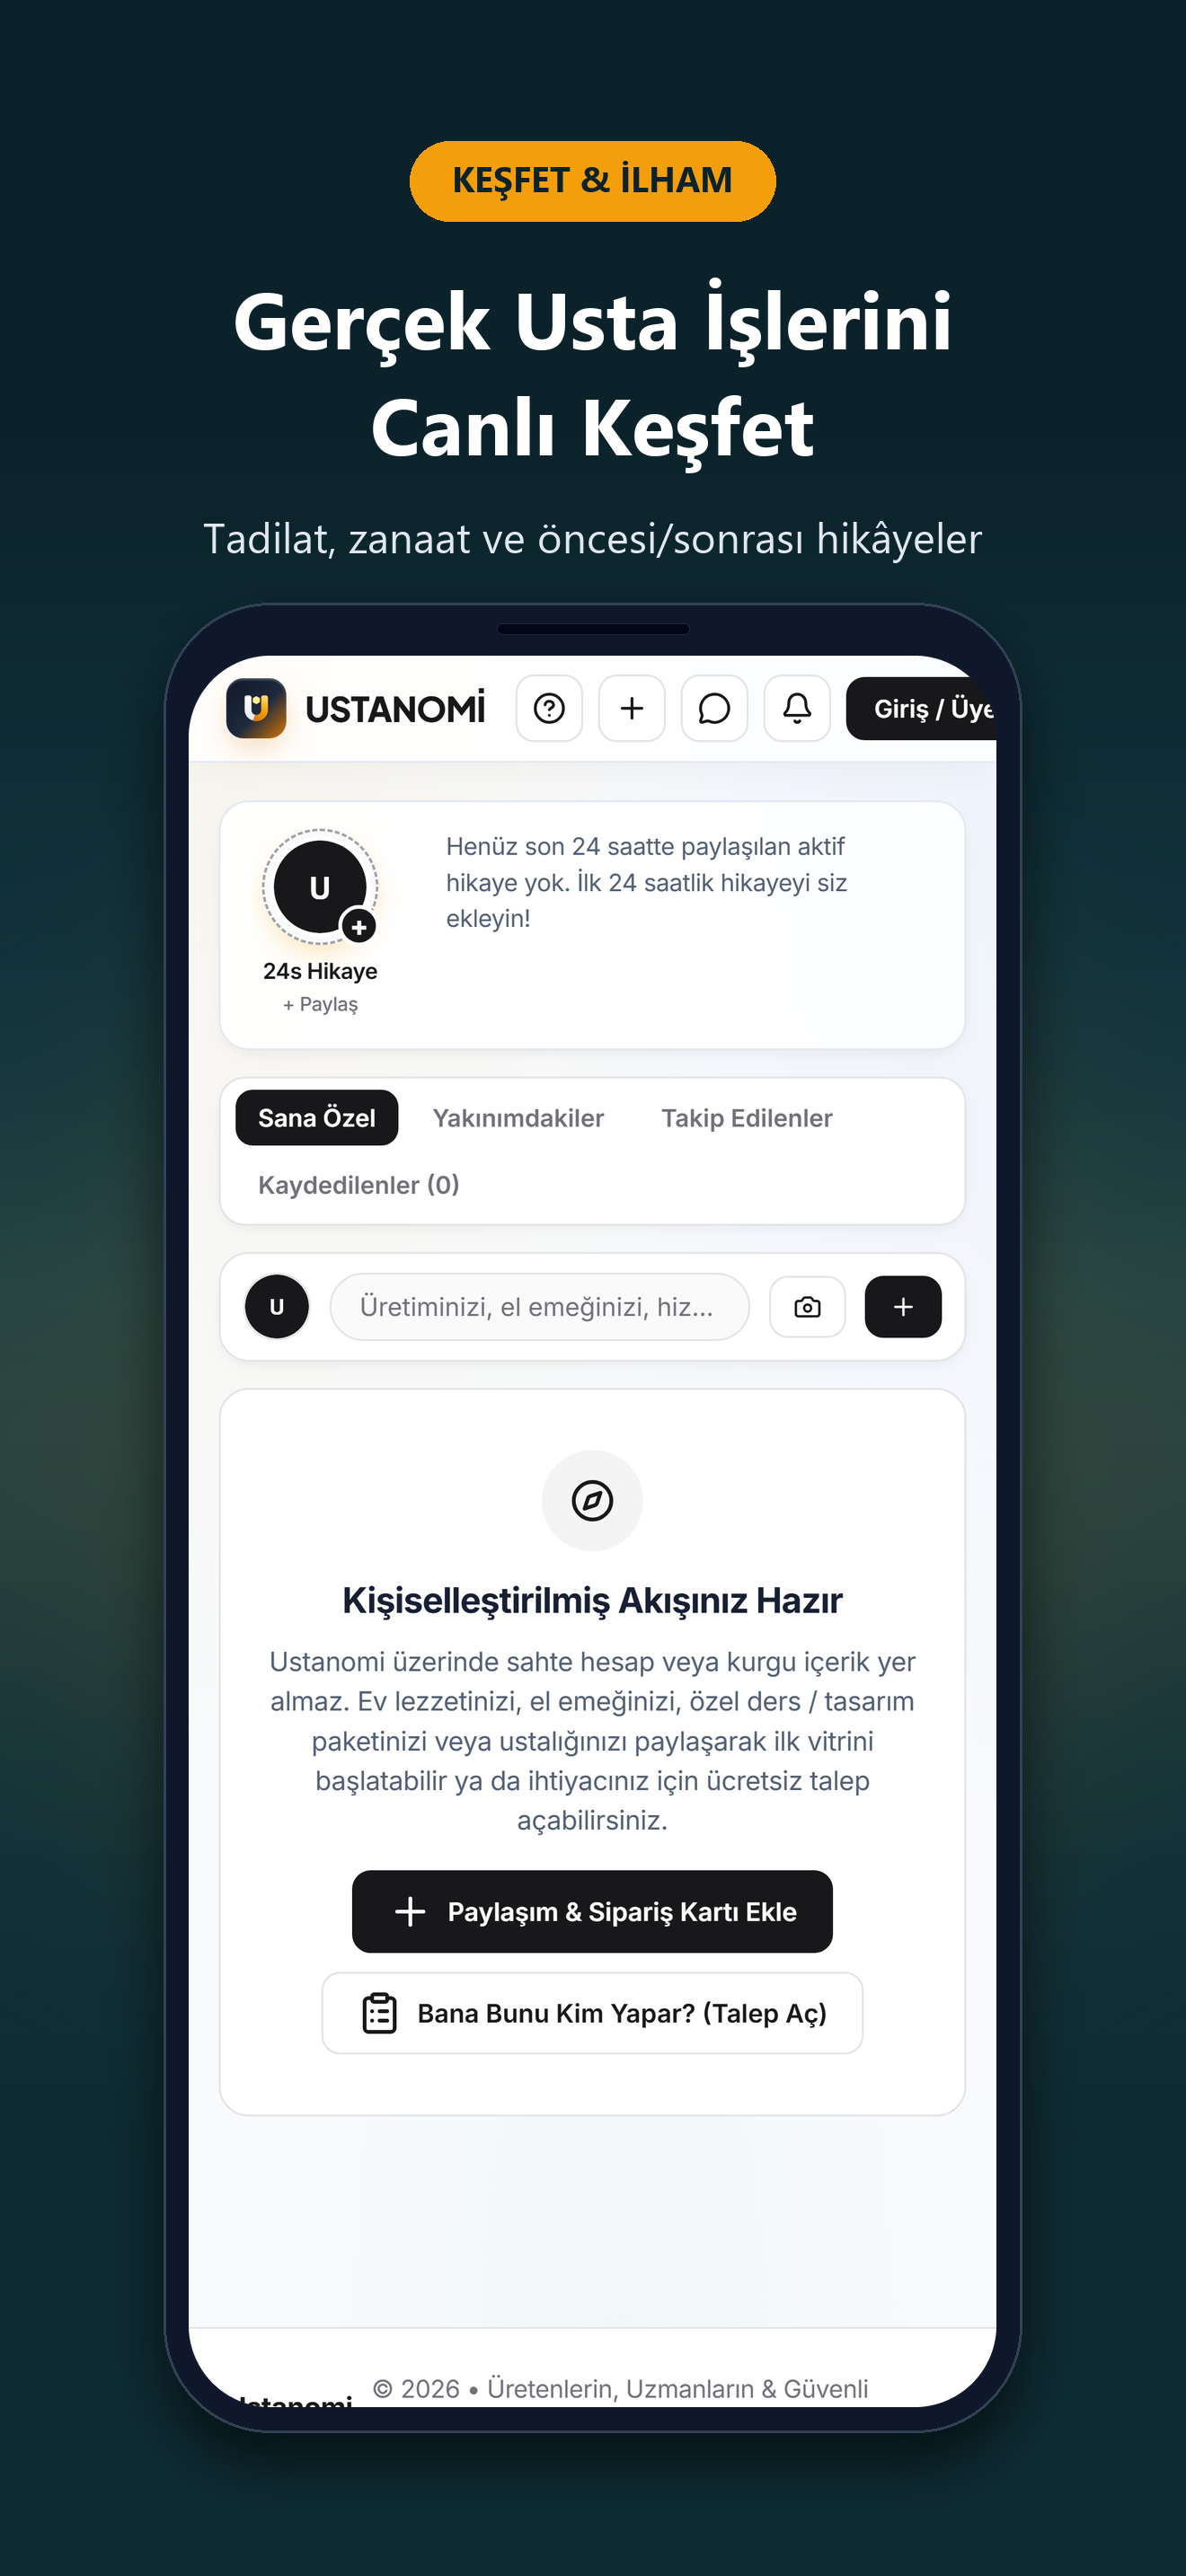 KEŞFET & İLHAM
Gerçek Usta İşlerini
Canlı Keşfet
Tadilat, zanaat ve öncesi/sonrası hikâyeler
USTANOMİ
Giriş / Üye
U
+
24s Hikaye
+ Paylaş
Henüz son 24 saatte paylaşılan aktif
hikaye yok. İlk 24 saatlik hikayeyi siz
ekleyin!
Sana Özel Yakınımdakiler Takip Edilenler
Kaydedilenler (0)
U
Üretiminizi, el emeğinizi, hiz...
Kişiselleştirilmiş Akışınız Hazır
Ustanomi üzerinde sahte hesap veya kurgu içerik yer
almaz. Ev lezzetinizi, el emeğinizi, özel ders / tasarım
paketinizi veya ustalığınızı paylaşarak ilk vitrini
başlatabilir ya da ihtiyacınız için ücretsiz talep
açabilirsiniz.
Paylaşım & Sipariş Kartı Ekle
Bana Bunu Kim Yapar? (Talep Aç)
© 2026 • Üretenlerin, Uzmanların & Güvenli